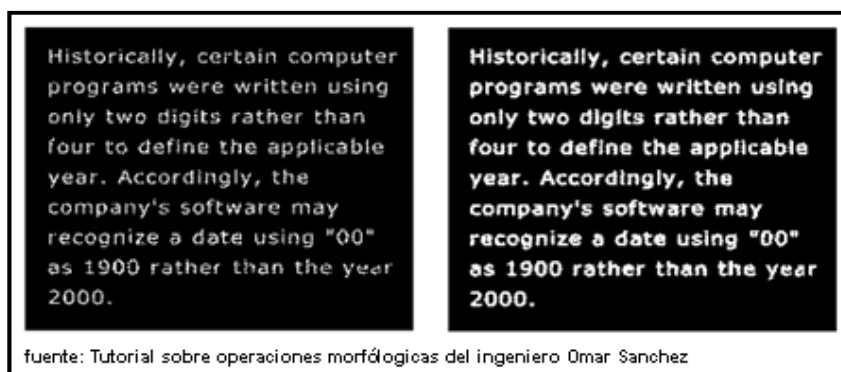 Historically, certain computer
programs were written using
only two digits rather than
four to define the applicable
year. Accordingly, the
company's software may
recognize a date using "00"
as 1900 rather than the year
2000.
Historically, certain computer
programs were written using
only two digits rather than
four to define the applicable
year. Accordingly, the
company's software may
recognize a date using "00"
as 1900 rather than the year
2000.
fuente: Tutorial sobre operaciones morfólogicas del ingeniero Omar Sanchez